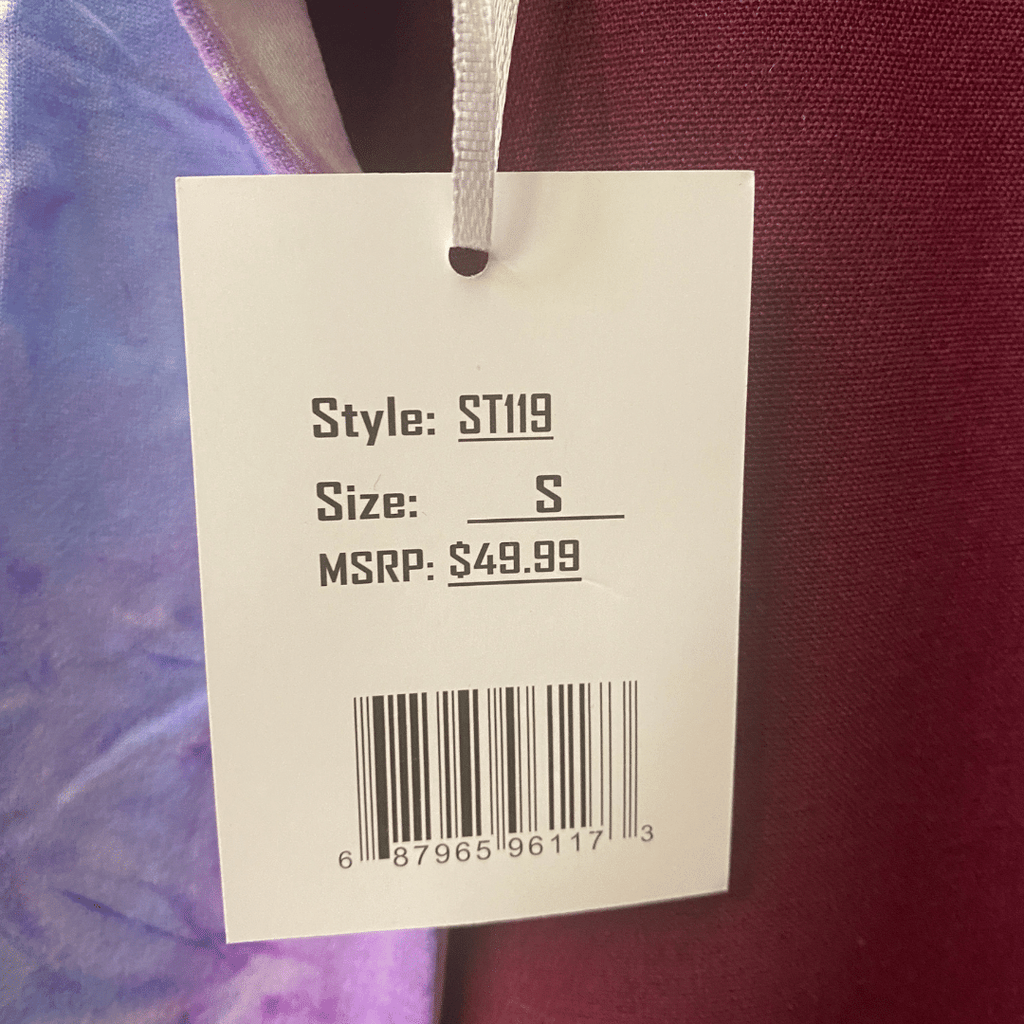 Style: ST119
Size: S
MSRP: $49.99
6 87965 96117 3